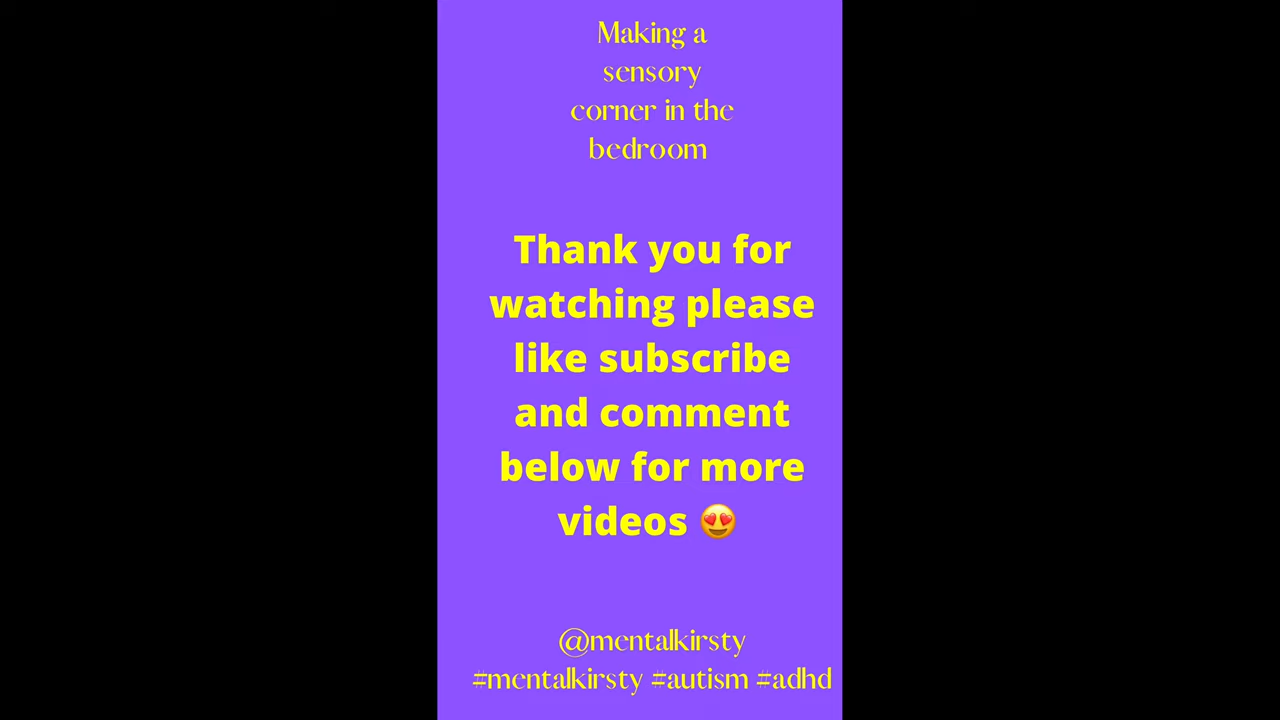 Making a
sensory
corner in the
bedroom
Thank you for
watching please
like subscribe
and comment
below for more
videos 😍
@mentalkirsty
#mentalkirsty #autism #adhd